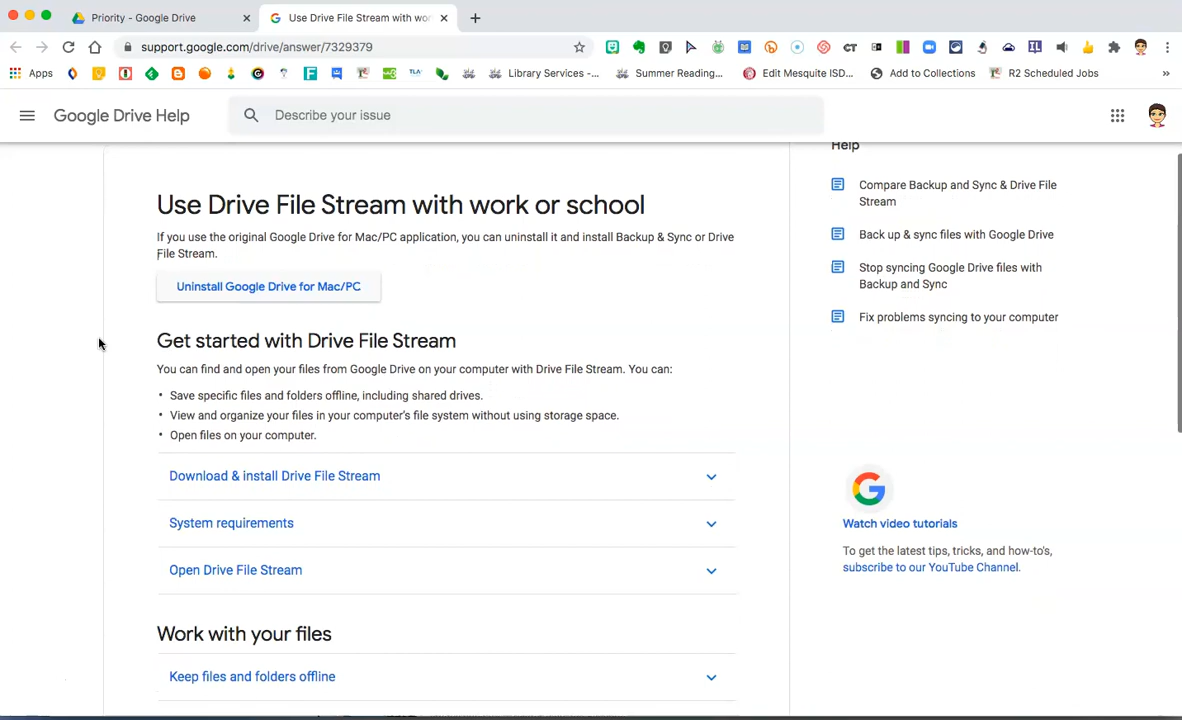 Priority - Google Drive
Use Drive File Stream with wo
support.google.com/drive/answer/7329379
Apps
Library Services -...
Summer Reading...
Edit Mesquite ISD...
Add to Collections
R2 Scheduled Jobs
»
Google Drive Help
Describe your issue
Help
Compare Backup and Sync & Drive File
Stream
Back up & sync files with Google Drive
Stop syncing Google Drive files with
Backup and Sync
Fix problems syncing to your computer
Use Drive File Stream with work or school
If you use the original Google Drive for Mac/PC application, you can uninstall it and install Backup & Sync or Drive
File Stream.
Uninstall Google Drive for Mac/PC
Get started with Drive File Stream
You can find and open your files from Google Drive on your computer with Drive File Stream. You can:
• Save specific files and folders offline, including shared drives.
• View and organize your files in your computer's file system without using storage space.
• Open files on your computer.
Download & install Drive File Stream
System requirements
Open Drive File Stream
Work with your files
Keep files and folders offline
Watch video tutorials
To get the latest tips, tricks, and how-to's,
subscribe to our YouTube Channel.